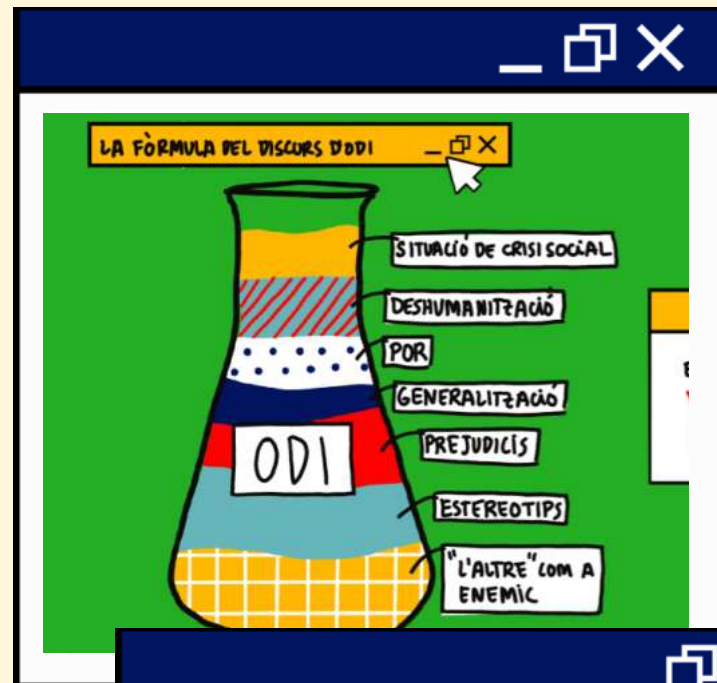 LA FÒRMULA DEL DISCURS D'ODI
SITUACIÓ DE CRISI SOCIAL
DESHUMANITZACIÓ
POR
GENERALITZACIÓ
ODI
PREJUDICIS
ESTEREOTIPS
"L'ALTRE" COM A
ENEMIC